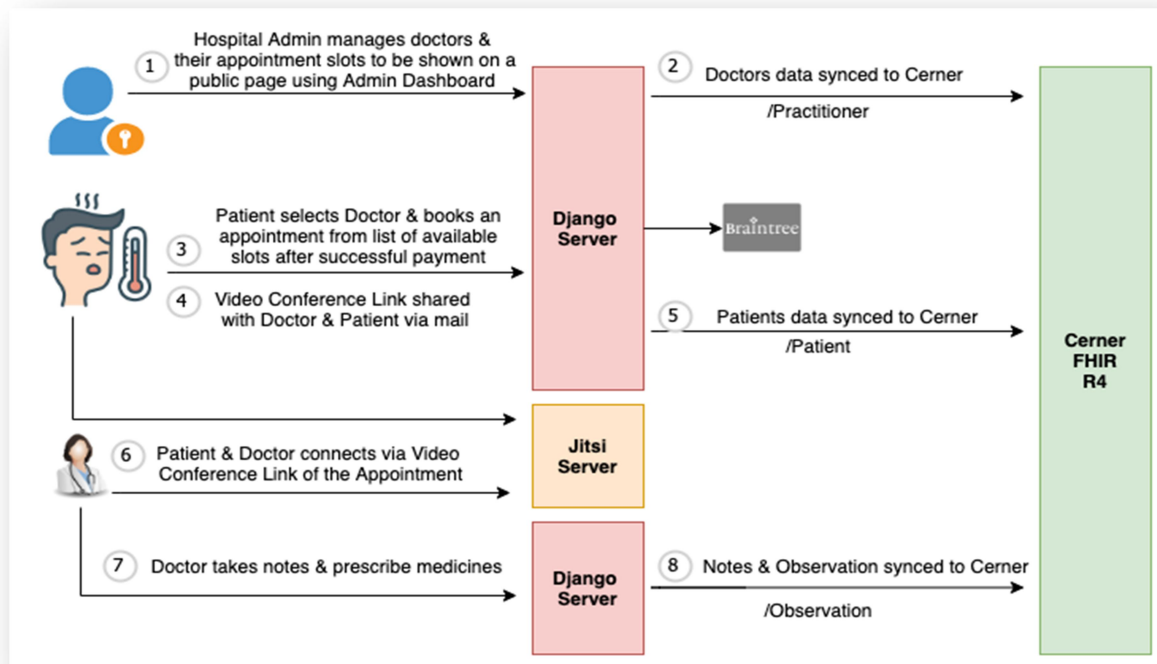 1
Hospital Admin manages doctors &
their appointment slots to be shown on a
public page using Admin Dashboard
2
Doctors data synced to Cerner
/Practitioner
3
Patient selects Doctor & books an
appointment from list of available
slots after successful payment
Django
Server
Braintree
4
Video Conference Link shared
with Doctor & Patient via mail
5
Patients data synced to Cerner
/Patient
Cerner
FHIR
R4
6
Patient & Doctor connects via Video
Conference Link of the Appointment
Jitsi
Server
7
Doctor takes notes & prescribe medicines
Django
Server
8
Notes & Observation synced to Cerner
/Observation